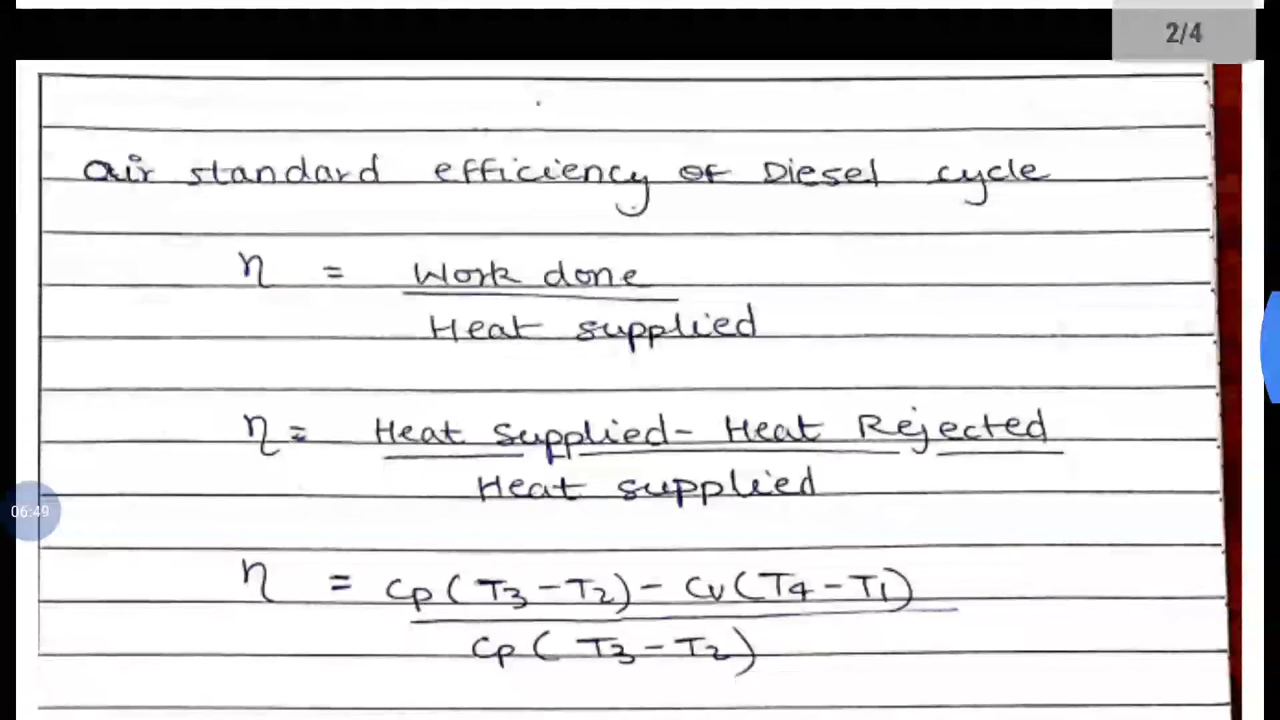 2/4
Air standard efficiency of Diesel cycle
η = Work done
Heat supplied
η = Heat Supplied - Heat Rejected
Heat supplied
06:49
η = Cp (T3 - T2) - Cv (T4 - T1)
Cp (T3 - T2)